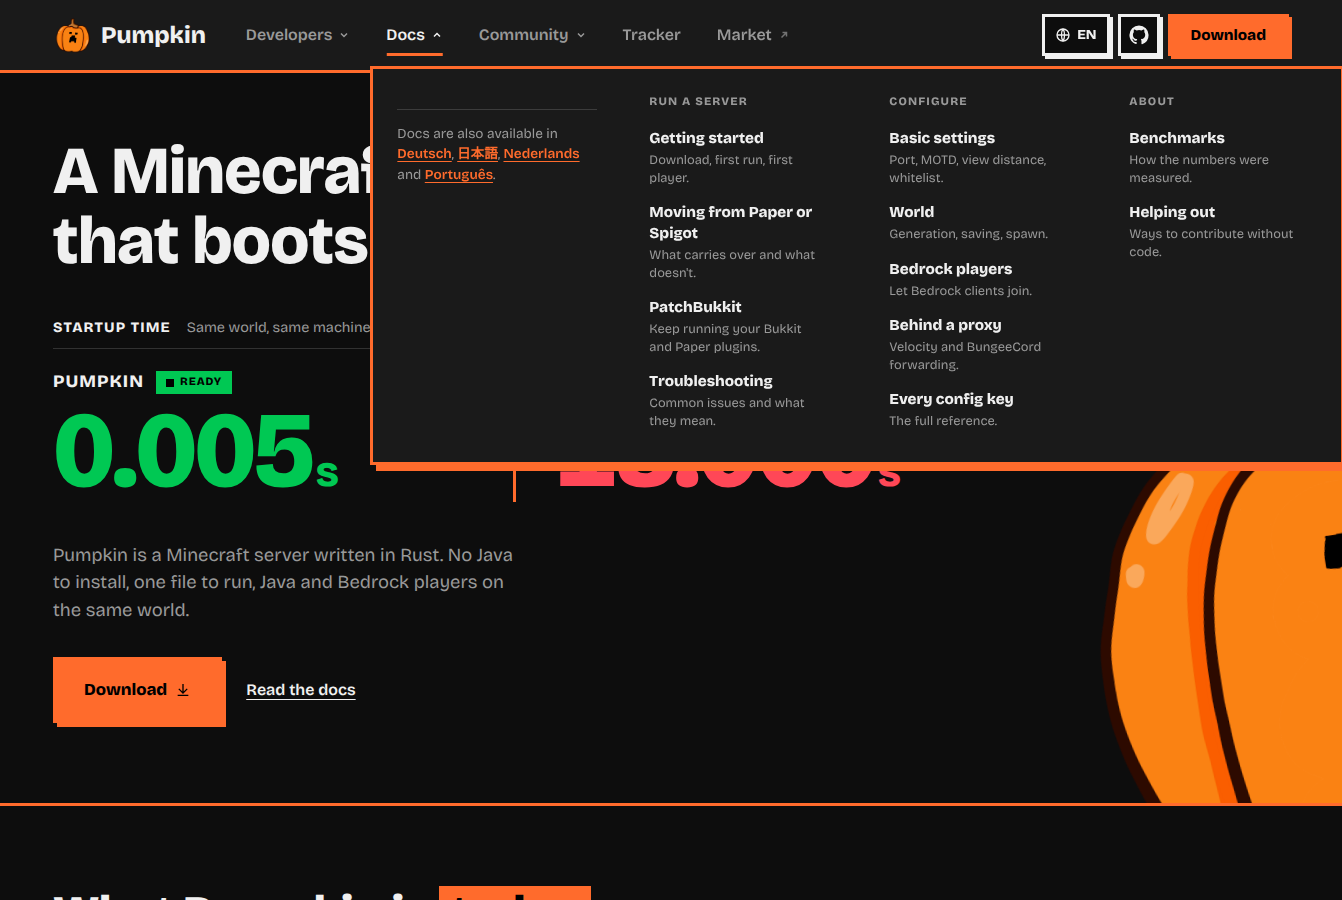 Pumpkin
Developers
Docs
Community
Tracker
Market
EN
Download
Docs are also available in
Deutsch, 日本語, Nederlands
and Português.
RUN A SERVER
Getting started
Download, first run, first
player.
Moving from Paper or
Spigot
What carries over and what
doesn't.
PatchBukkit
Keep running your Bukkit
and Paper plugins.
Troubleshooting
Common issues and what
they mean.
CONFIGURE
Basic settings
Port, MOTD, view distance,
whitelist.
World
Generation, saving, spawn.
Bedrock players
Let Bedrock clients join.
Behind a proxy
Velocity and BungeeCord
forwarding.
Every config key
The full reference.
ABOUT
Benchmarks
How the numbers were
measured.
Helping out
Ways to contribute without
code.
A
that boots
STARTUP TIME
Same world, same machine
PUMPKIN
READY
0.005s
Pumpkin is a Minecraft server written in Rust. No Java
to install, one file to run, Java and Bedrock players on
the same world.
Download
Read the docs